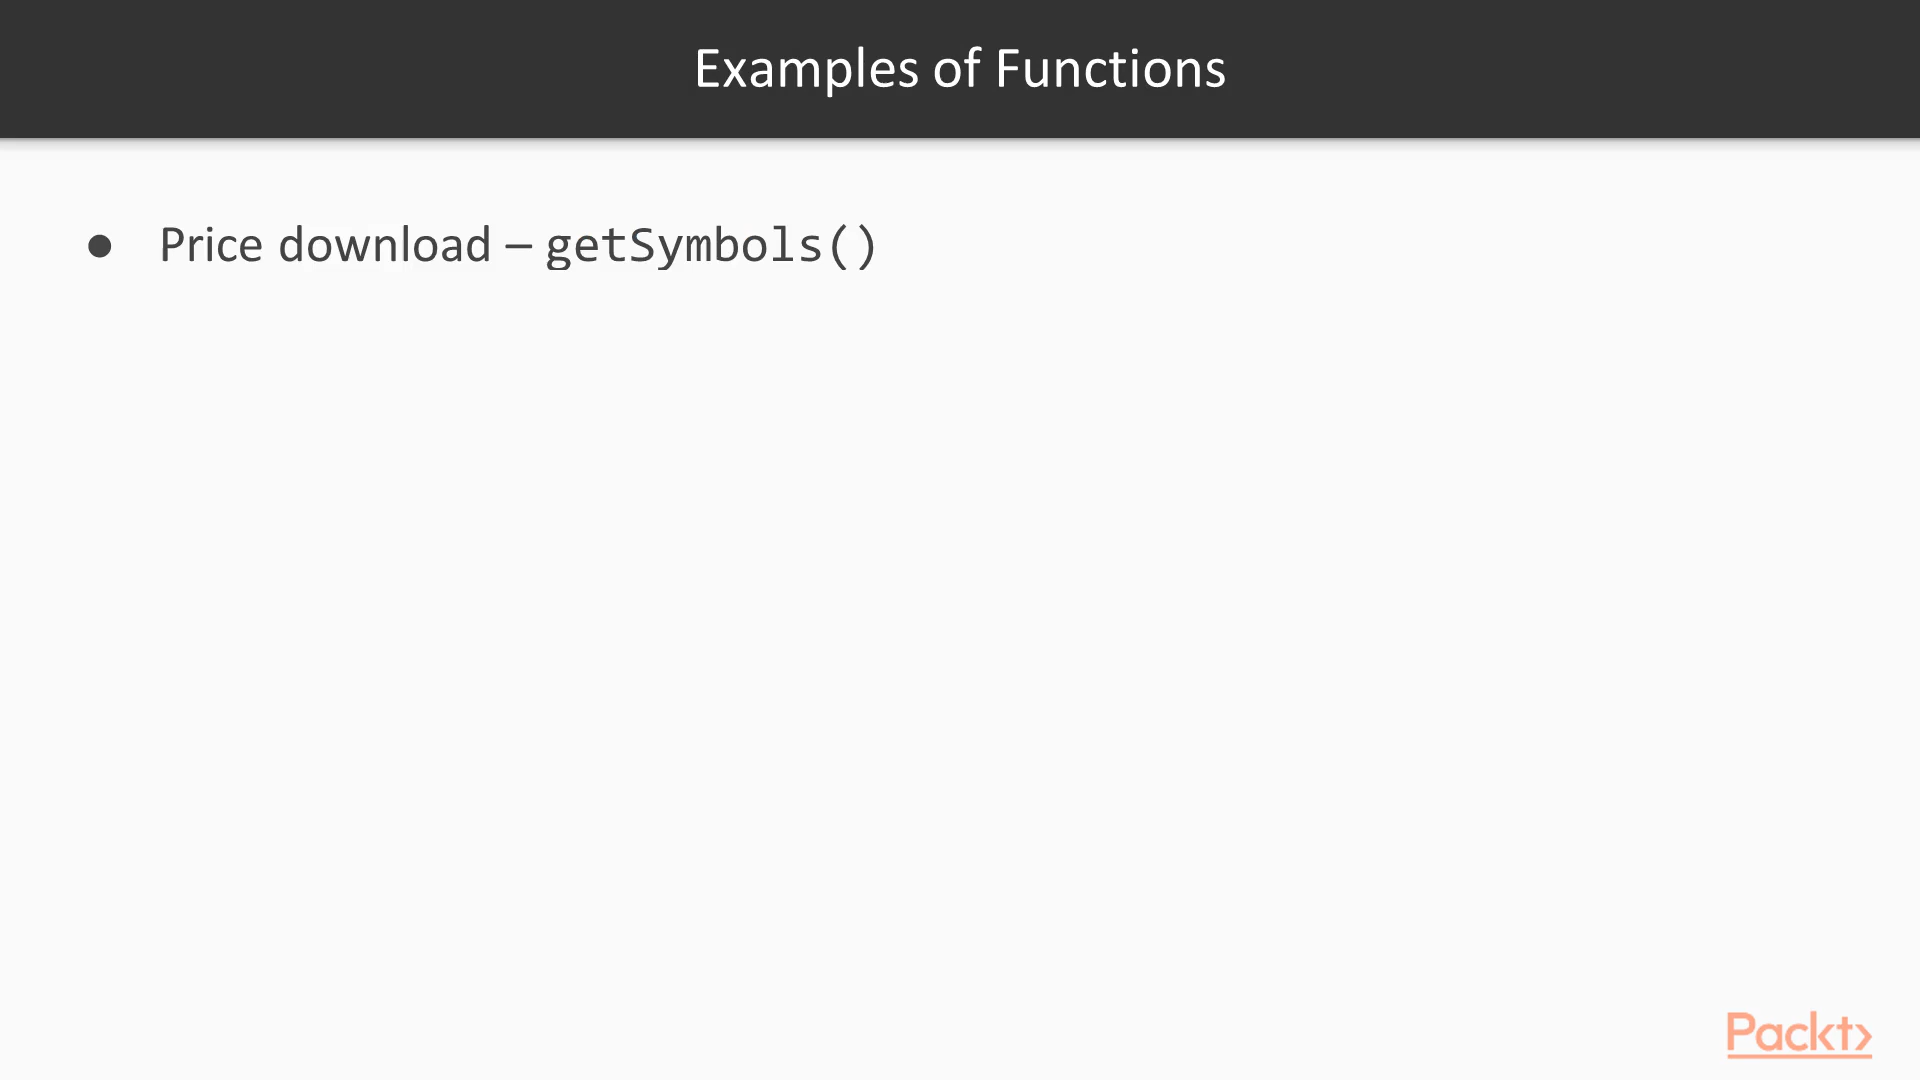 Examples of Functions
● Price download – getSymbols()
Packt>